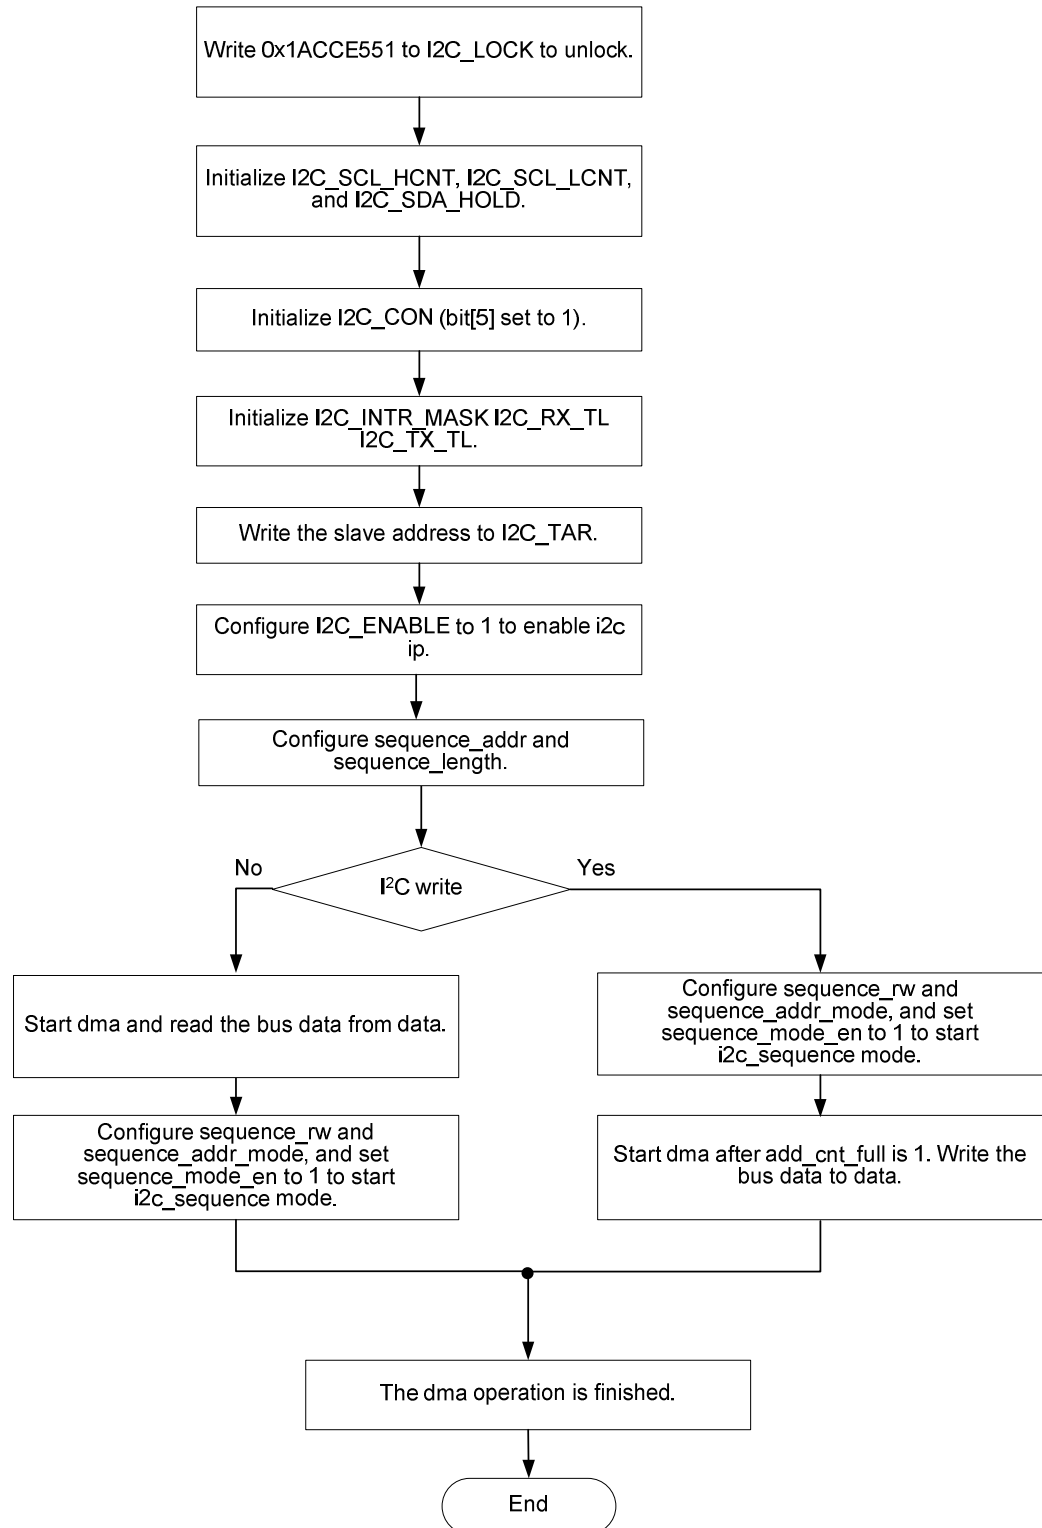 Write 0x1ACCE551 to I2C_LOCK to unlock.
Initialize I2C_SCL_HCNT, I2C_SCL_LCNT,
and I2C_SDA_HOLD.
Initialize I2C_CON (bit[5] set to 1).
Initialize I2C_INTR_MASK I2C_RX_TL
I2C_TX_TL.
Write the slave address to I2C_TAR.
Configure I2C_ENABLE to 1 to enable i2c
ip.
Configure sequence_addr and
sequence_length.
No
I²C write
Yes
Start dma and read the bus data from data.
Configure sequence_rw and
sequence_addr_mode, and set
sequence_mode_en to 1 to start
i2c_sequence mode.
Configure sequence_rw and
sequence_addr_mode, and set
sequence_mode_en to 1 to start
i2c_sequence mode.
Start dma after add_cnt_full is 1. Write the
bus data to data.
The dma operation is finished.
End